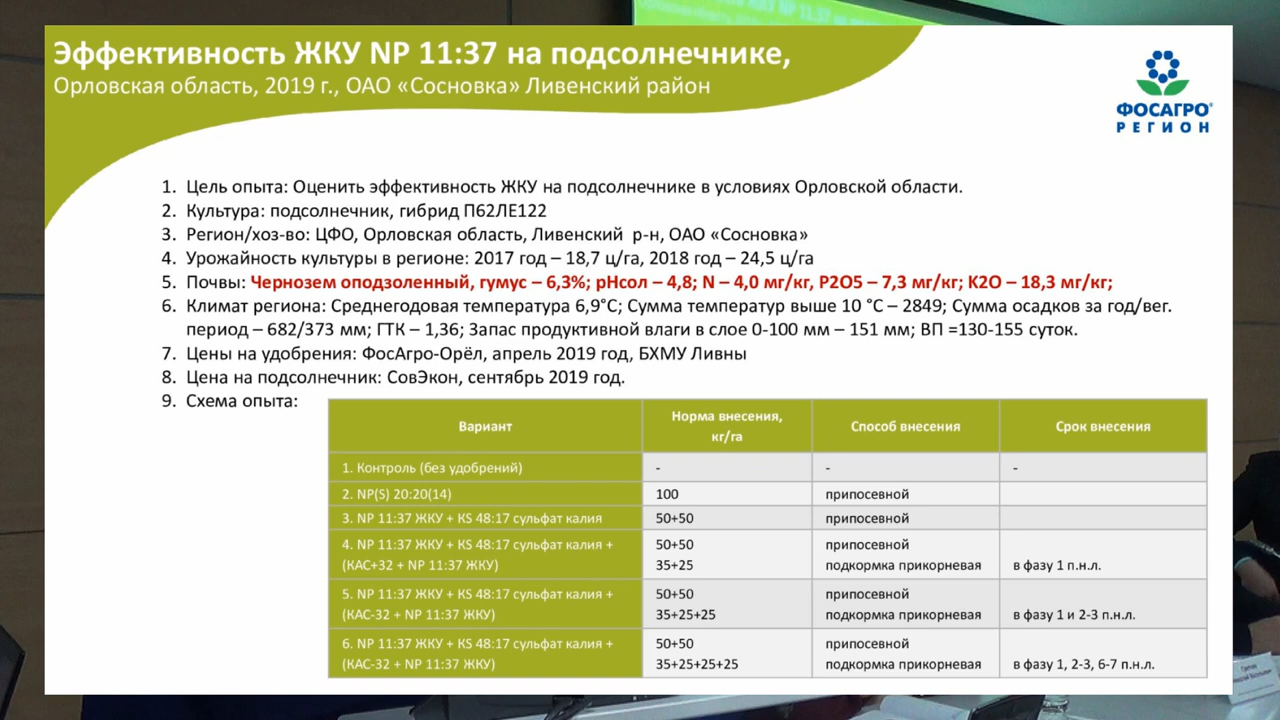 Эффективность ЖКУ NP 11:37 на подсолнечнике,
Орловская область, 2019 г., ОАО «Сосновка» Ливенский район
ФОСАГРО®
РЕГИОН
1. Цель опыта: Оценить эффективность ЖКУ на подсолнечнике в условиях Орловской области.
2. Культура: подсолнечник, гибрид П62ЛЕ122
3. Регион/хоз-во: ЦФО, Орловская область, Ливенский р-н, ОАО «Сосновка»
4. Урожайность культуры в регионе: 2017 год – 18,7 ц/га, 2018 год – 24,5 ц/га
5. Почвы: Чернозем оподзоленный, гумус – 6,3%; pHсол – 4,8; N – 4,0 мг/кг, P2O5 – 7,3 мг/кг; K2O – 18,3 мг/кг;
6. Климат региона: Среднегодовая температура 6,9°С; Сумма температур выше 10 °С – 2849; Сумма осадков за год/вег.
период – 682/373 мм; ГТК – 1,36; Запас продуктивной влаги в слое 0-100 мм – 151 мм; ВП =130-155 суток.
7. Цены на удобрения: ФосАгро-Орёл, апрель 2019 год, БХМУ Ливны
8. Цена на подсолнечник: СовЭкон, сентябрь 2019 год.
9. Схема опыта:
Вариант Норма внесения, кг/га Способ внесения Срок внесения
1. Контроль (без удобрений) - - -
2. NP(S) 20:20(14) 100 припосевной
3. NP 11:37 ЖКУ + KS 48:17 сульфат калия 50+50 припосевной
4. NP 11:37 ЖКУ + KS 48:17 сульфат калия + 50+50 припосевной
(КАС+32 + NP 11:37 ЖКУ) 35+25 подкормка прикорневая в фазу 1 п.н.л.
5. NP 11:37 ЖКУ + KS 48:17 сульфат калия + 50+50 припосевной
(КАС-32 + NP 11:37 ЖКУ) 35+25+25 подкормка прикорневая в фазу 1 и 2-3 п.н.л.
6. NP 11:37 ЖКУ + KS 48:17 сульфат калия + 50+50 припосевной
(КАС-32 + NP 11:37 ЖКУ) 35+25+25+25 подкормка прикорневая в фазу 1, 2-3, 6-7 п.н.л.